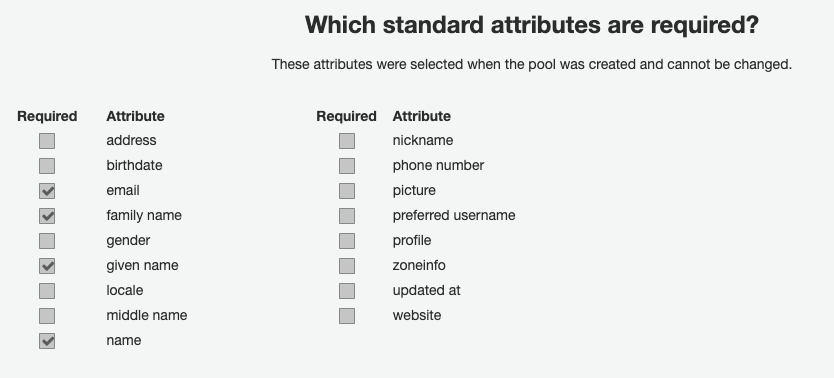 Which standard attributes are required?
These attributes were selected when the pool was created and cannot be changed.
Required Attribute Required Attribute
address nickname
birthdate phone number
email picture
family name preferred username
gender profile
given name zoneinfo
locale updated at
middle name website
name